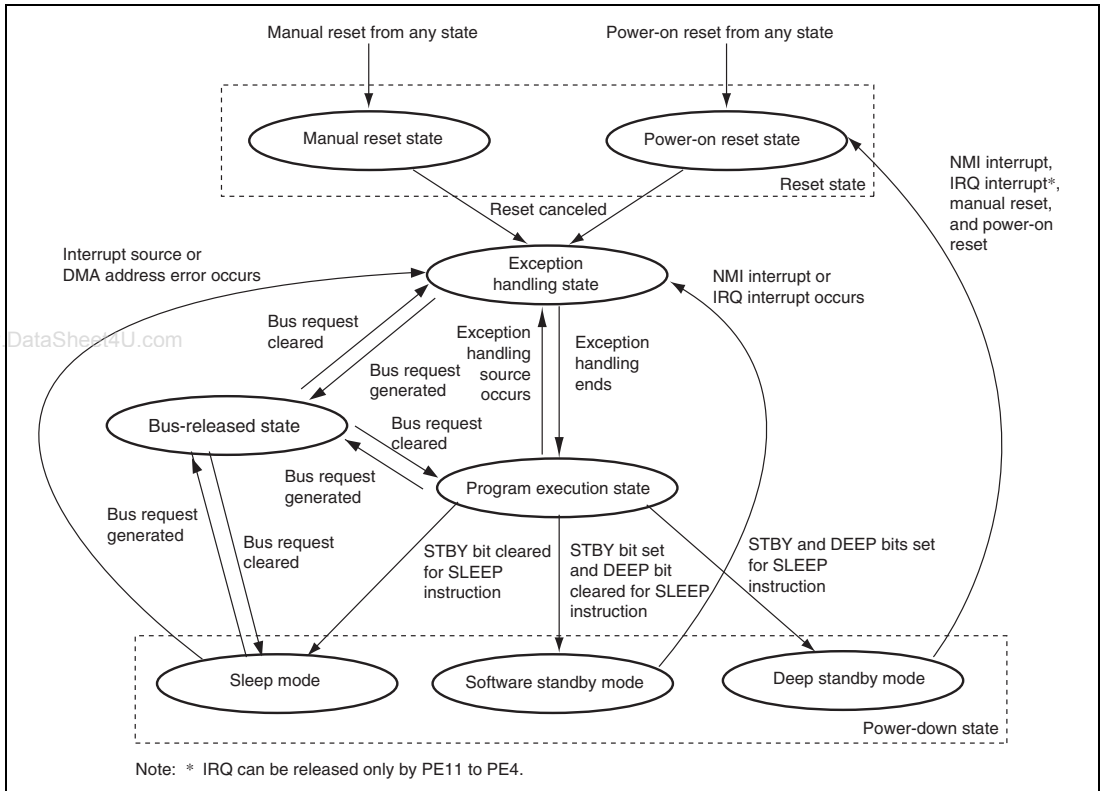 Manual reset from any state
Power-on reset from any state
Manual reset state
Power-on reset state
Reset state
NMI interrupt,
IRQ interrupt*,
manual reset,
and power-on
reset
Reset canceled
Interrupt source or
DMA address error occurs
Exception
handling state
NMI interrupt or
IRQ interrupt occurs
Bus request
cleared
Bus request
generated
Exception
handling
source
occurs
Exception
handling
ends
DataSheet4U.com
Bus-released state
Bus request
cleared
Bus request
generated
Program execution state
Bus request
generated
Bus request
cleared
STBY bit cleared
for SLEEP
instruction
STBY bit set
and DEEP bit
cleared for SLEEP
instruction
STBY and DEEP bits set
for SLEEP
instruction
Sleep mode
Software standby mode
Deep standby mode
Power-down state
Note: * IRQ can be released only by PE11 to PE4.